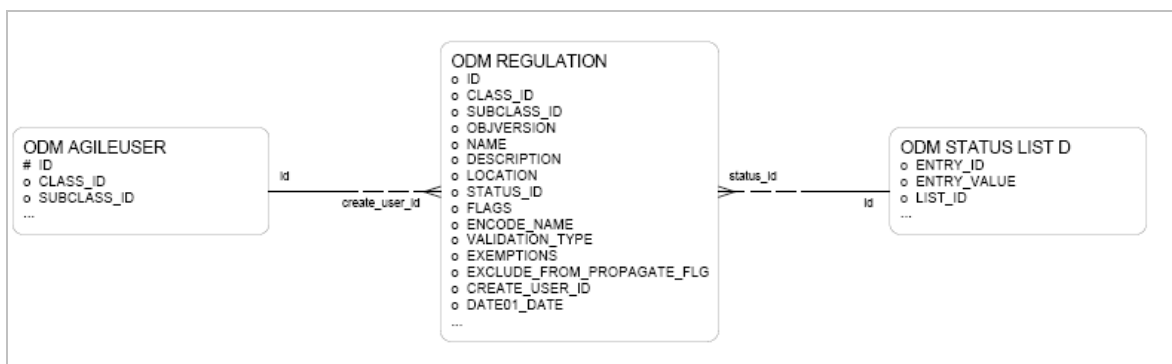 ODM AGILEUSER
# ID
o CLASS_ID
o SUBCLASS_ID
...
id
create_user_id
ODM REGULATION
o ID
o CLASS_ID
o SUBCLASS_ID
o OBJVERSION
o NAME
o DESCRIPTION
o LOCATION
o STATUS_ID
o FLAGS
o ENCODE_NAME
o VALIDATION_TYPE
o EXEMPTIONS
o EXCLUDE_FROM_PROPAGATE_FLG
o CREATE_USER_ID
o DATE01_DATE
...
status_id
id
ODM STATUS LIST D
o ENTRY_ID
o ENTRY_VALUE
o LIST_ID
...